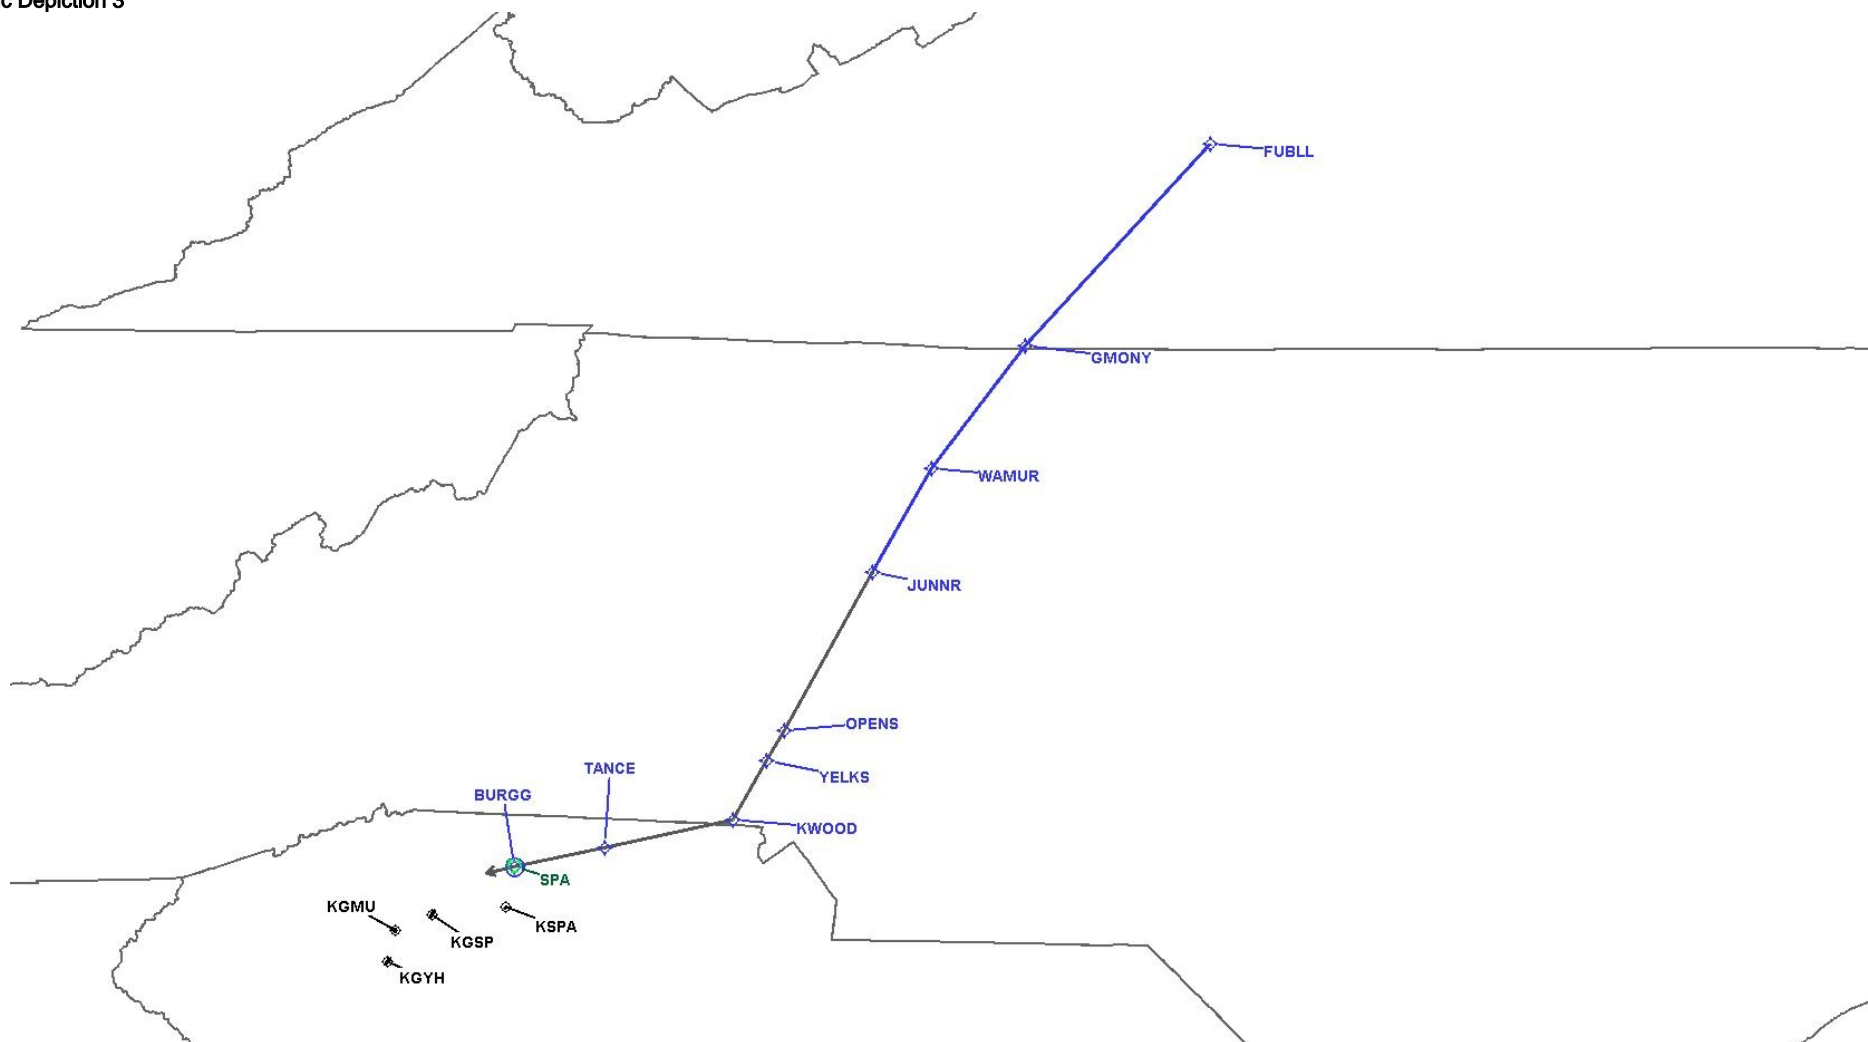 c Depiction 3
FUBLL
GMONY
WAMUR
JUNNR
OPENS
TANCE
YELKS
BURGG
KWOOD
SPA
KGMU
KSPA
KGSP
KGYH